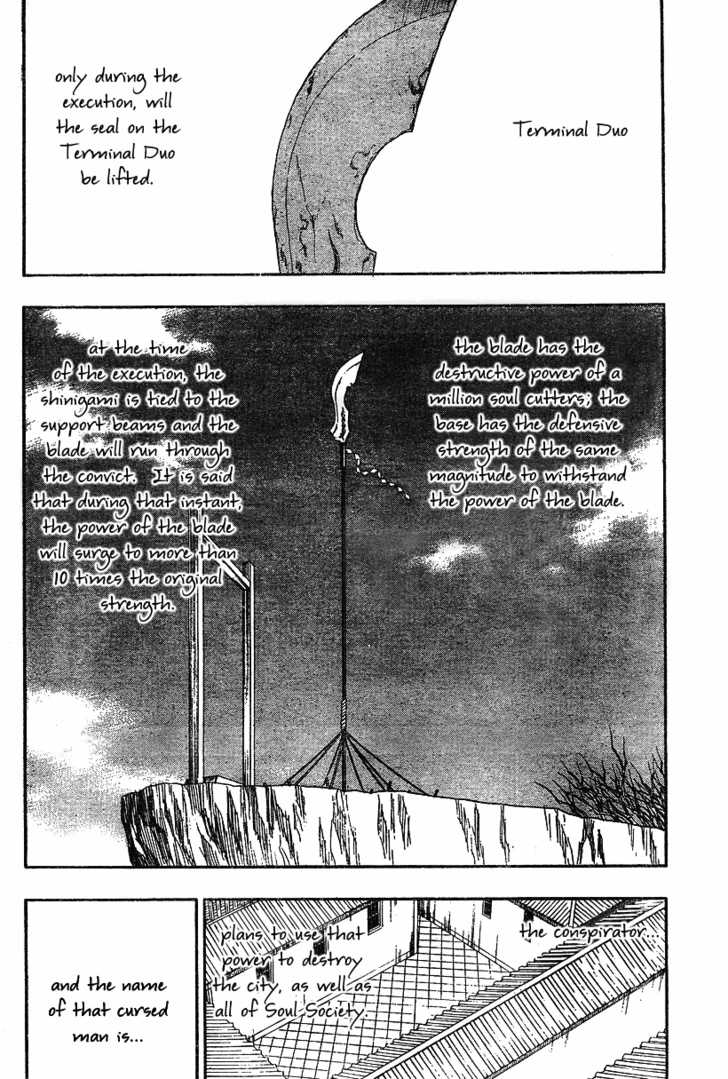 Terminal Duo
only during the
execution, will
the seal on the
Terminal Duo
be lifted.
the blade has the
destructive power of a
million soul cutters; the
base has the defensive
strength of the same
magnitude to withstand
the power of the blade.
at the time
of the execution, the
shinigami is tied to the
support beams and the
blade will run through
the convict. It is said
that during that instant,
the power of the blade
will surge to more than
10 times the original
strength.
the conspirator...
plans to use that
power to destroy
the city, as well as
all of Soul Society.
and the name
of that cursed
man is...